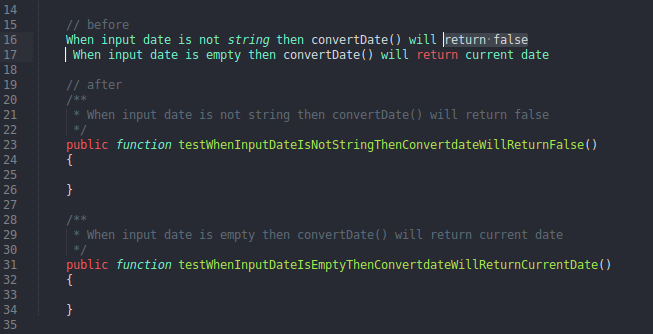 14
15 // before
16 When input date is not string then convertDate() will return false
17 When input date is empty then convertDate() will return current date
18
19 // after
20 /**
21 * When input date is not string then convertDate() will return false
22 */
23 public function testWhenInputDateIsNotStringThenConvertdateWillReturnFalse()
24 {
25
26 }
27
28 /**
29 * When input date is empty then convertDate() will return current date
30 */
31 public function testWhenInputDateIsEmptyThenConvertdateWillReturnCurrentDate()
32 {
33
34 }
35